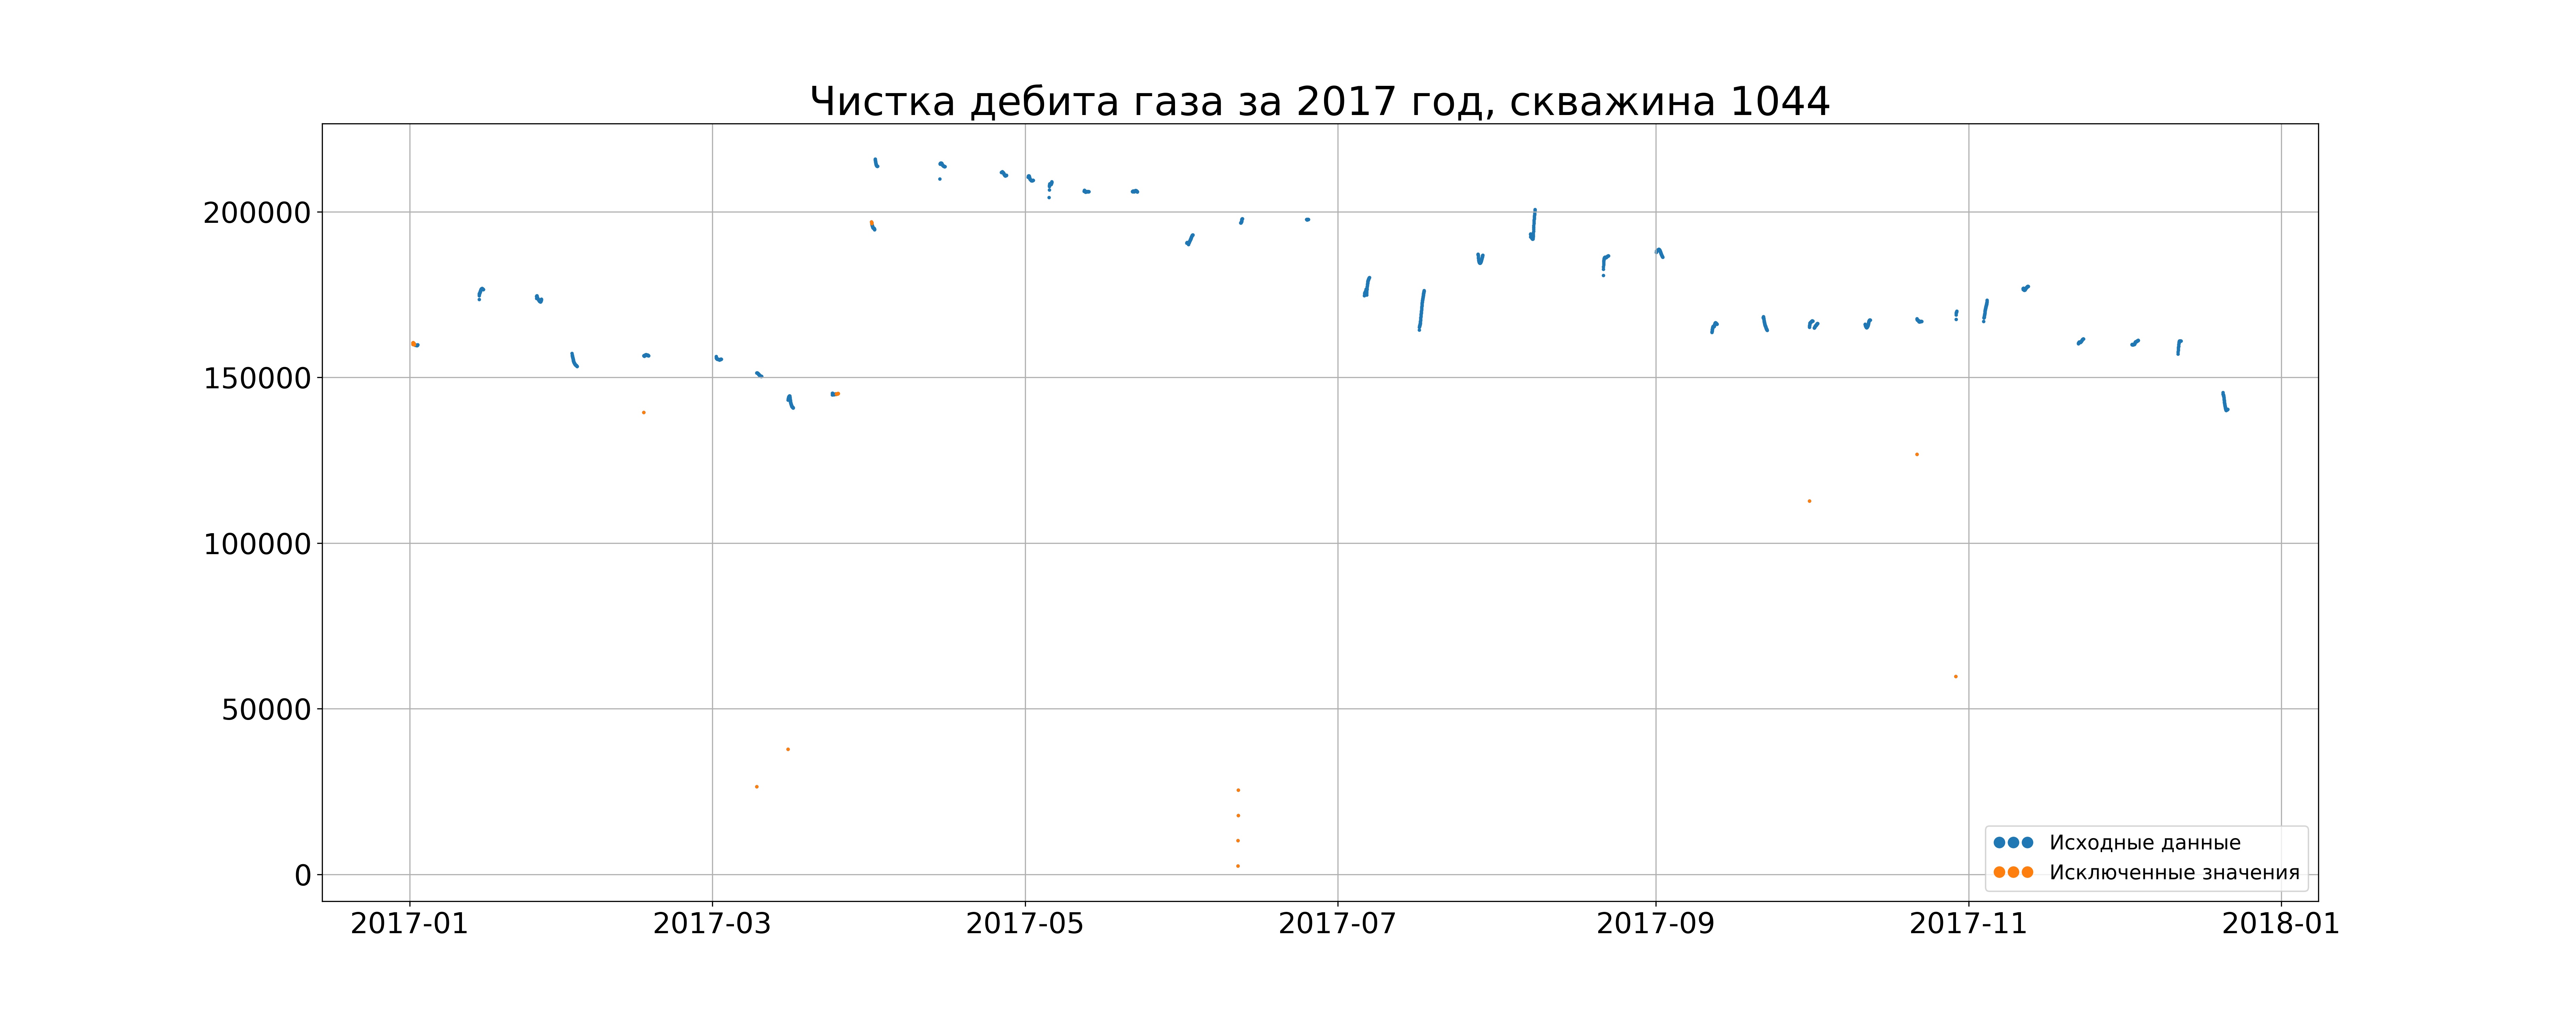 Чистка дебита газа за 2017 год, скважина 1044
200000
150000
100000
50000
0
2017-01 2017-03 2017-05 2017-07 2017-09 2017-11 2018-01
Исходные данные
Исключенные значения